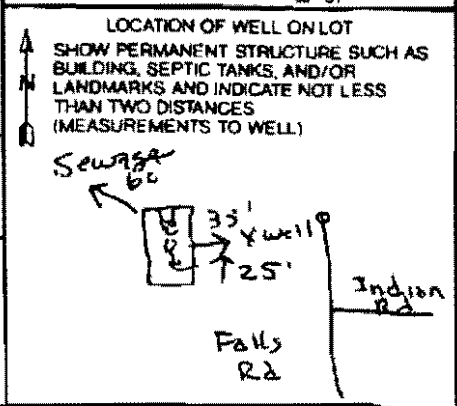 LOCATION OF WELL ON LOT
SHOW PERMANENT STRUCTURE SUCH AS
BUILDING, SEPTIC TANKS, AND/OR
LANDMARKS AND INDICATE NOT LESS
THAN TWO DISTANCES
(MEASUREMENTS TO WELL)
N
Sewage
35'
X well
25'
Indian
Rd
Falls
Rd